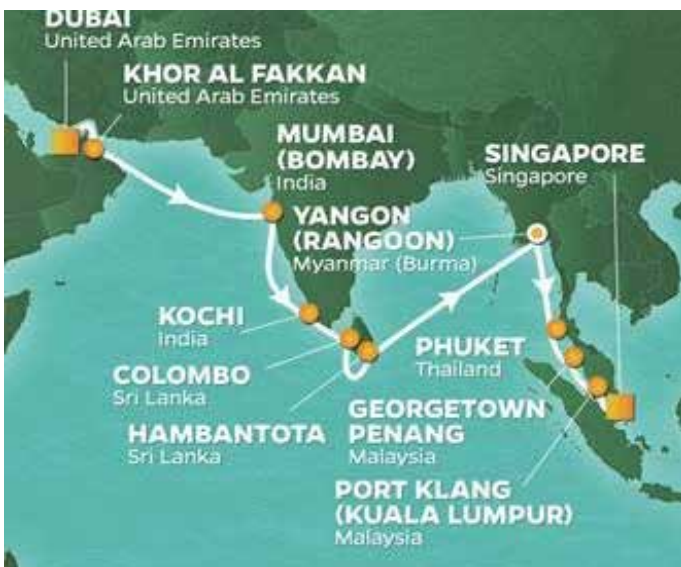 DUBAI
United Arab Emirates
KHOR AL FAKKAN
United Arab Emirates
MUMBAI
(BOMBAY)
India
SINGAPORE
Singapore
YANGON
(RANGOON)
Myanmar (Burma)
KOCHI
India
COLOMBO
Sri Lanka
HAMBANTOTA
Sri Lanka
PHUKET
Thailand
GEORGETOWN
PENANG
Malaysia
PORT KLANG
(KUALA LUMPUR)
Malaysia